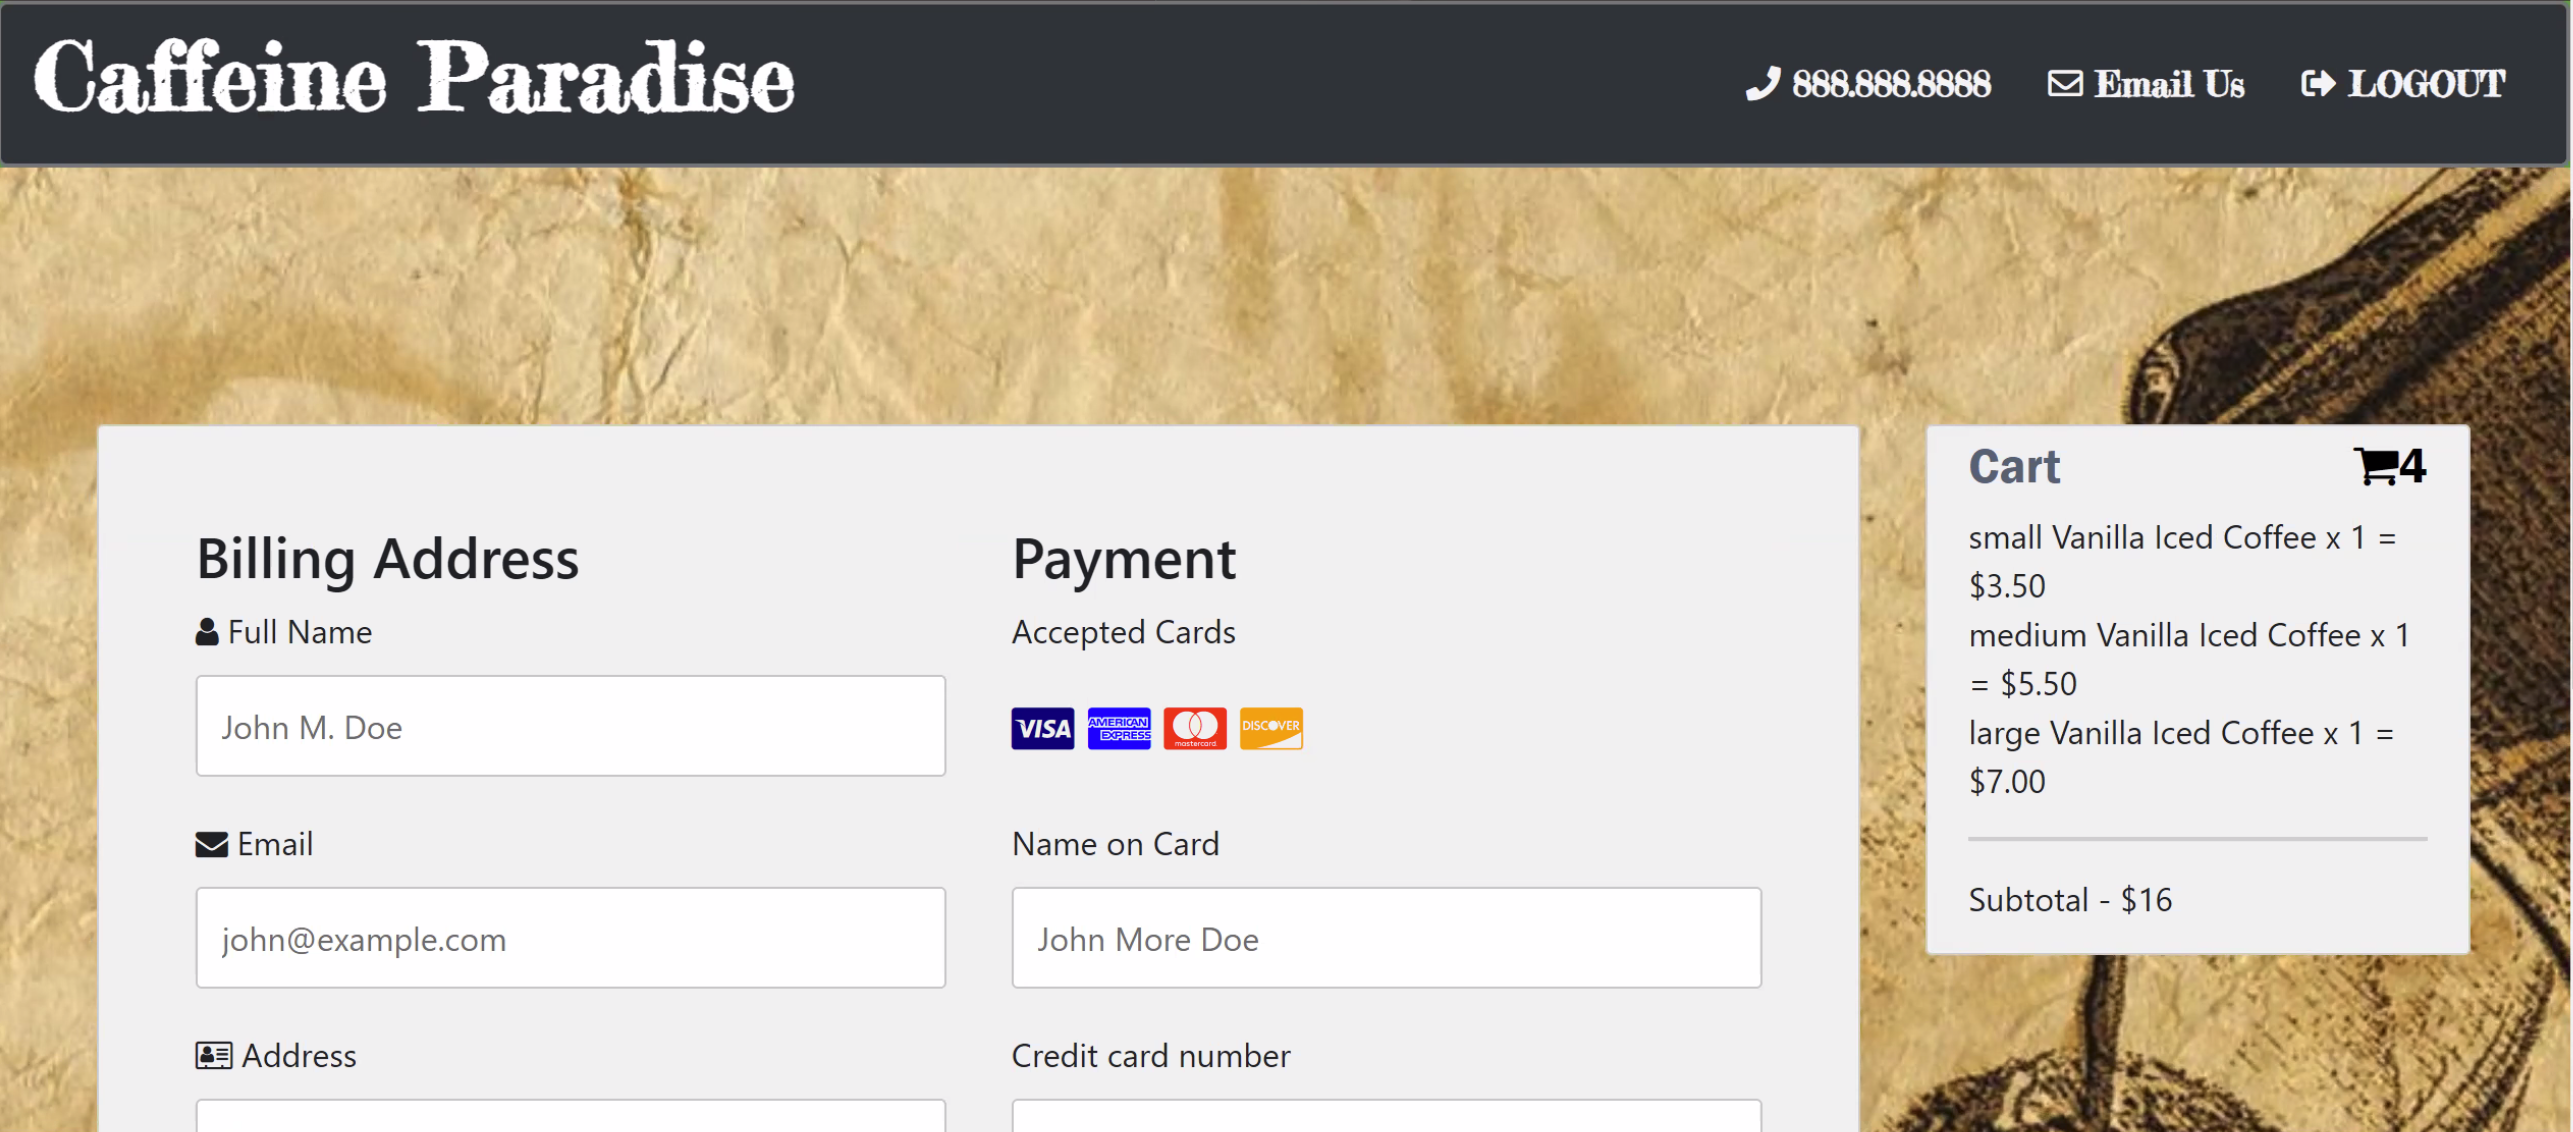 Caffeine Paradise
888.888.8888 Email Us LOGOUT
Billing Address
Full Name
John M. Doe
Email
john@example.com
Address
Payment
Accepted Cards
VISA
AMERICAN
EXPRESS
mastercard
DISCOVER
Name on Card
John More Doe
Credit card number
Cart 4
small Vanilla Iced Coffee x 1 =
$3.50
medium Vanilla Iced Coffee x 1
= $5.50
large Vanilla Iced Coffee x 1 =
$7.00
Subtotal - $16